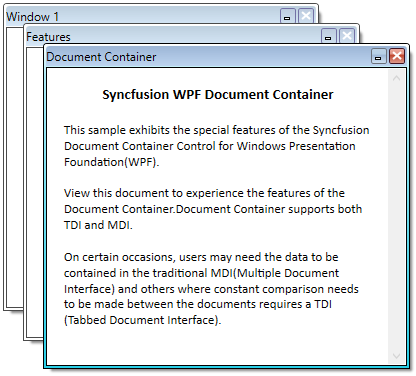 Window 1
Features
Document Container
Syncfusion WPF Document Container
This sample exhibits the special features of the Syncfusion
Document Container Control for Windows Presentation
Foundation(WPF).
View this document to experience the features of the
Document Container.Document Container supports both
TDI and MDI.
On certain occasions, users may need the data to be
contained in the traditional MDI(Multiple Document
Interface) and others where constant comparison needs
to be made between the documents requires a TDI
(Tabbed Document Interface).